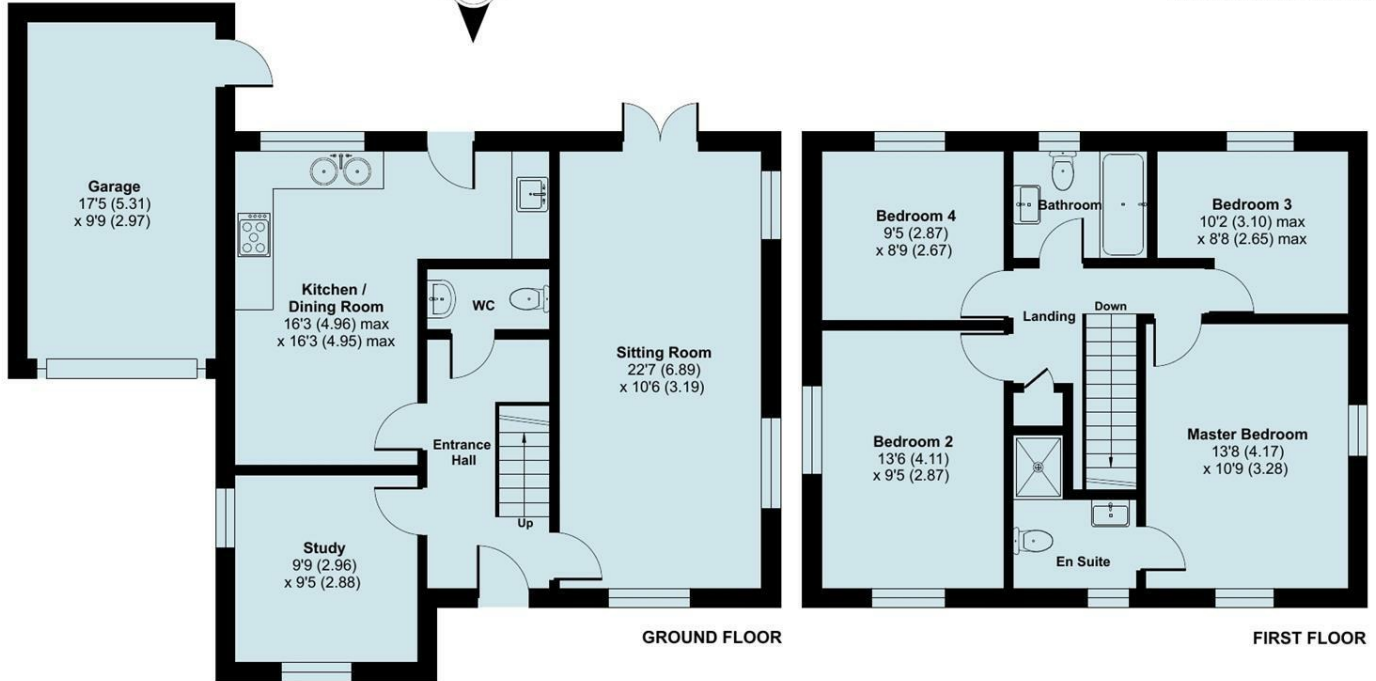 Garage
17'5 (5.31)
x 9'9 (2.97)
Kitchen /
Dining Room
16'3 (4.96) max
x 16'3 (4.95) max
WC
Sitting Room
22'7 (6.89)
x 10'6 (3.19)
Entrance
Hall
Up
Study
9'9 (2.96)
x 9'5 (2.88)
GROUND FLOOR
Bedroom 4
9'5 (2.87)
x 8'9 (2.67)
Bathroom
Bedroom 3
10'2 (3.10) max
x 8'8 (2.65) max
Landing
Down
Bedroom 2
13'6 (4.11)
x 9'5 (2.87)
Master Bedroom
13'8 (4.17)
x 10'9 (3.28)
En Suite
FIRST FLOOR